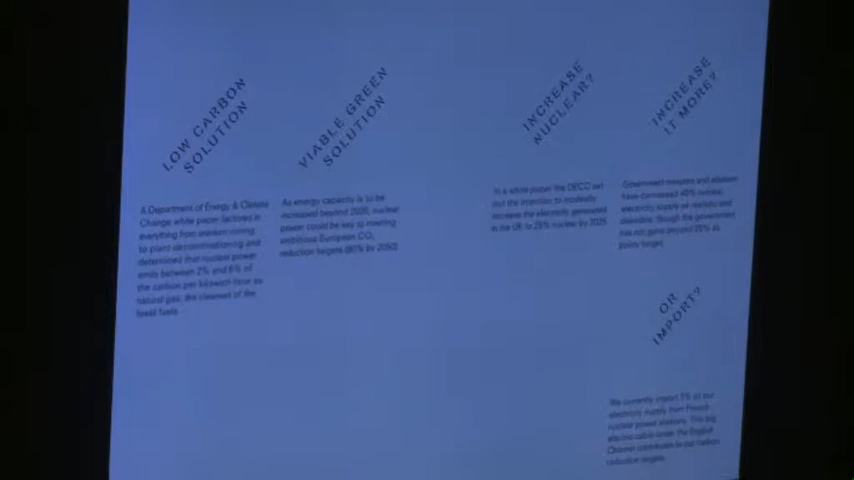 LOW CARBON
SOLUTION
A Department of Energy & Climate
Change white paper factored in
everything from uranium mining
to plant decommissioning and
determined that nuclear power
emits between 2% and 6% of
the carbon per kilowatt-hour as
natural gas, the cleanest of the
fossil fuels
VIABLE GREEN
SOLUTION
As energy capacity is to be
increased beyond 2020, nuclear
power could be key to meeting
ambitious European CO₂
reduction targets (80% by 2050)
INCREASE
NUCLEAR?
In a white paper the DECC set
out the intention to modestly
increase the electricity generated
in the UK to 25% nuclear by 2025
INCREASE
IT MORE?
Government ministers and advisors
have canvassed 40% nuclear
electricity supply as realistic and
desirable, though the government
has not gone beyond 25% as
policy target
OR
IMPORT?
We currently import 5% of our
electricity supply from French
nuclear power stations. This big
electric cable under the English
Channel contributes to our carbon
reduction targets